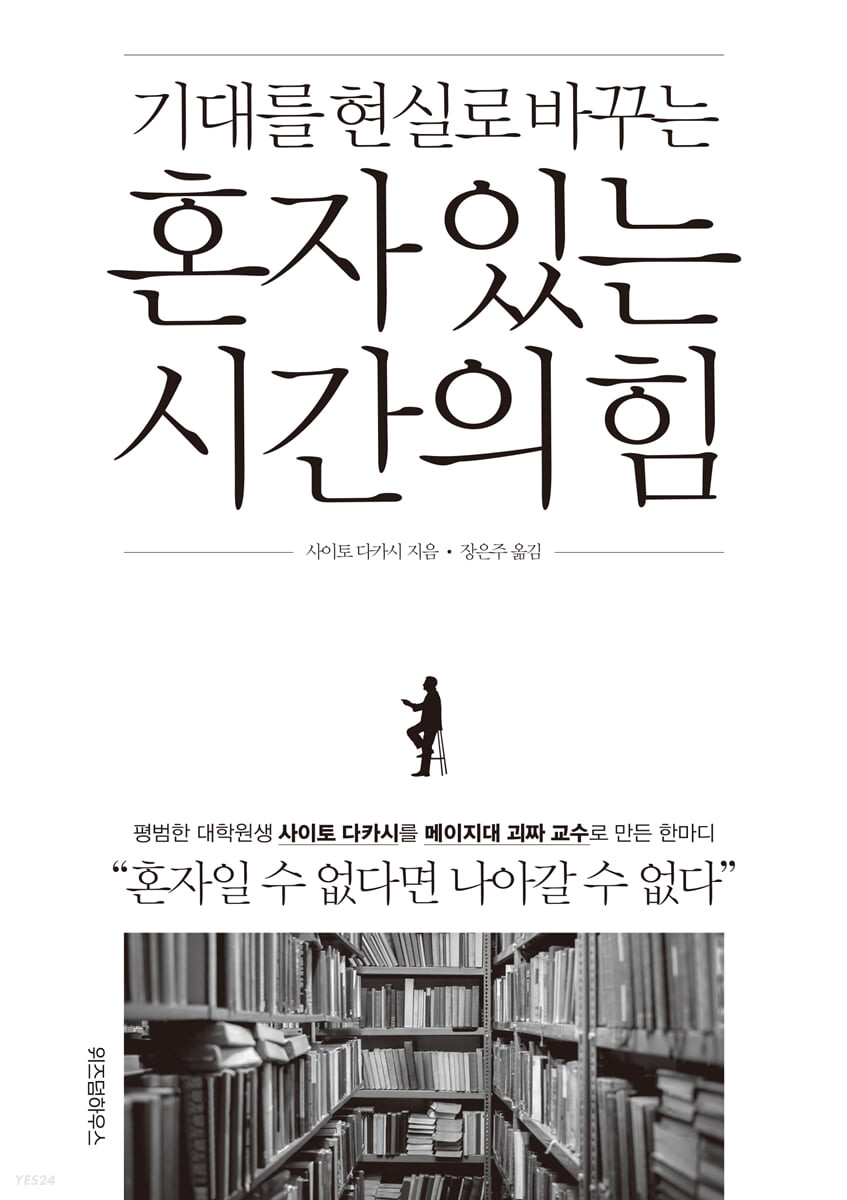 기대를 현실로 바꾸는
혼자 있는
시간의 힘
사이토 다카시 지음 • 장은주 옮김
평범한 대학원생 사이토 다카시를 메이지대 괴짜 교수로 만든 한마디
“혼자일 수 없다면 나아갈 수 없다”
위즈덤하우스
YES24